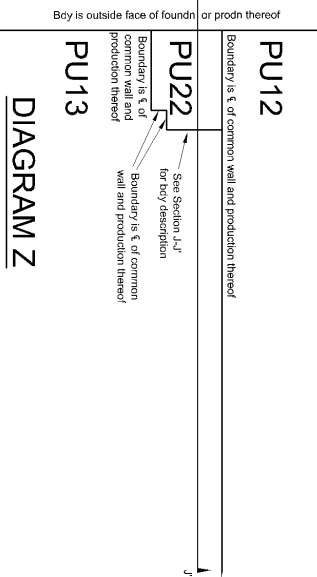 Bdy is outside face of foundn or prodn thereof
PU12
Boundary is ℄ of common wall and production thereof
PU22
See Section J-J'
for bdy description
Boundary is ℄ of
common wall and
production thereof
Boundary is ℄ of common
wall and production thereof
PU13
DIAGRAM Z
J'